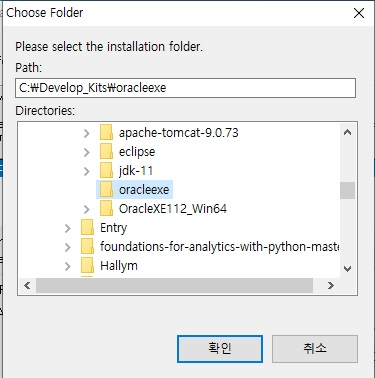 Choose Folder
Please select the installation folder.
Path:
C:₩Develop_Kits₩oracleexe
Directories:
apache-tomcat-9.0.73
eclipse
jdk-11
oracleexe
OracleXE112_Win64
Entry
foundations-for-analytics-with-python-maste
Hallym
확인
취소